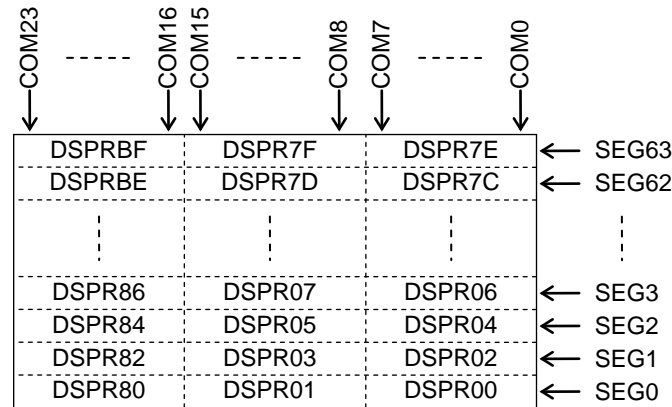 COM23 COM16 COM15 COM8 COM7 COM0
DSPRBF DSPR7F DSPR7E SEG63
DSPRBE DSPR7D DSPR7C SEG62
DSPR86 DSPR07 DSPR06 SEG3
DSPR84 DSPR05 DSPR04 SEG2
DSPR82 DSPR03 DSPR02 SEG1
DSPR80 DSPR01 DSPR00 SEG0